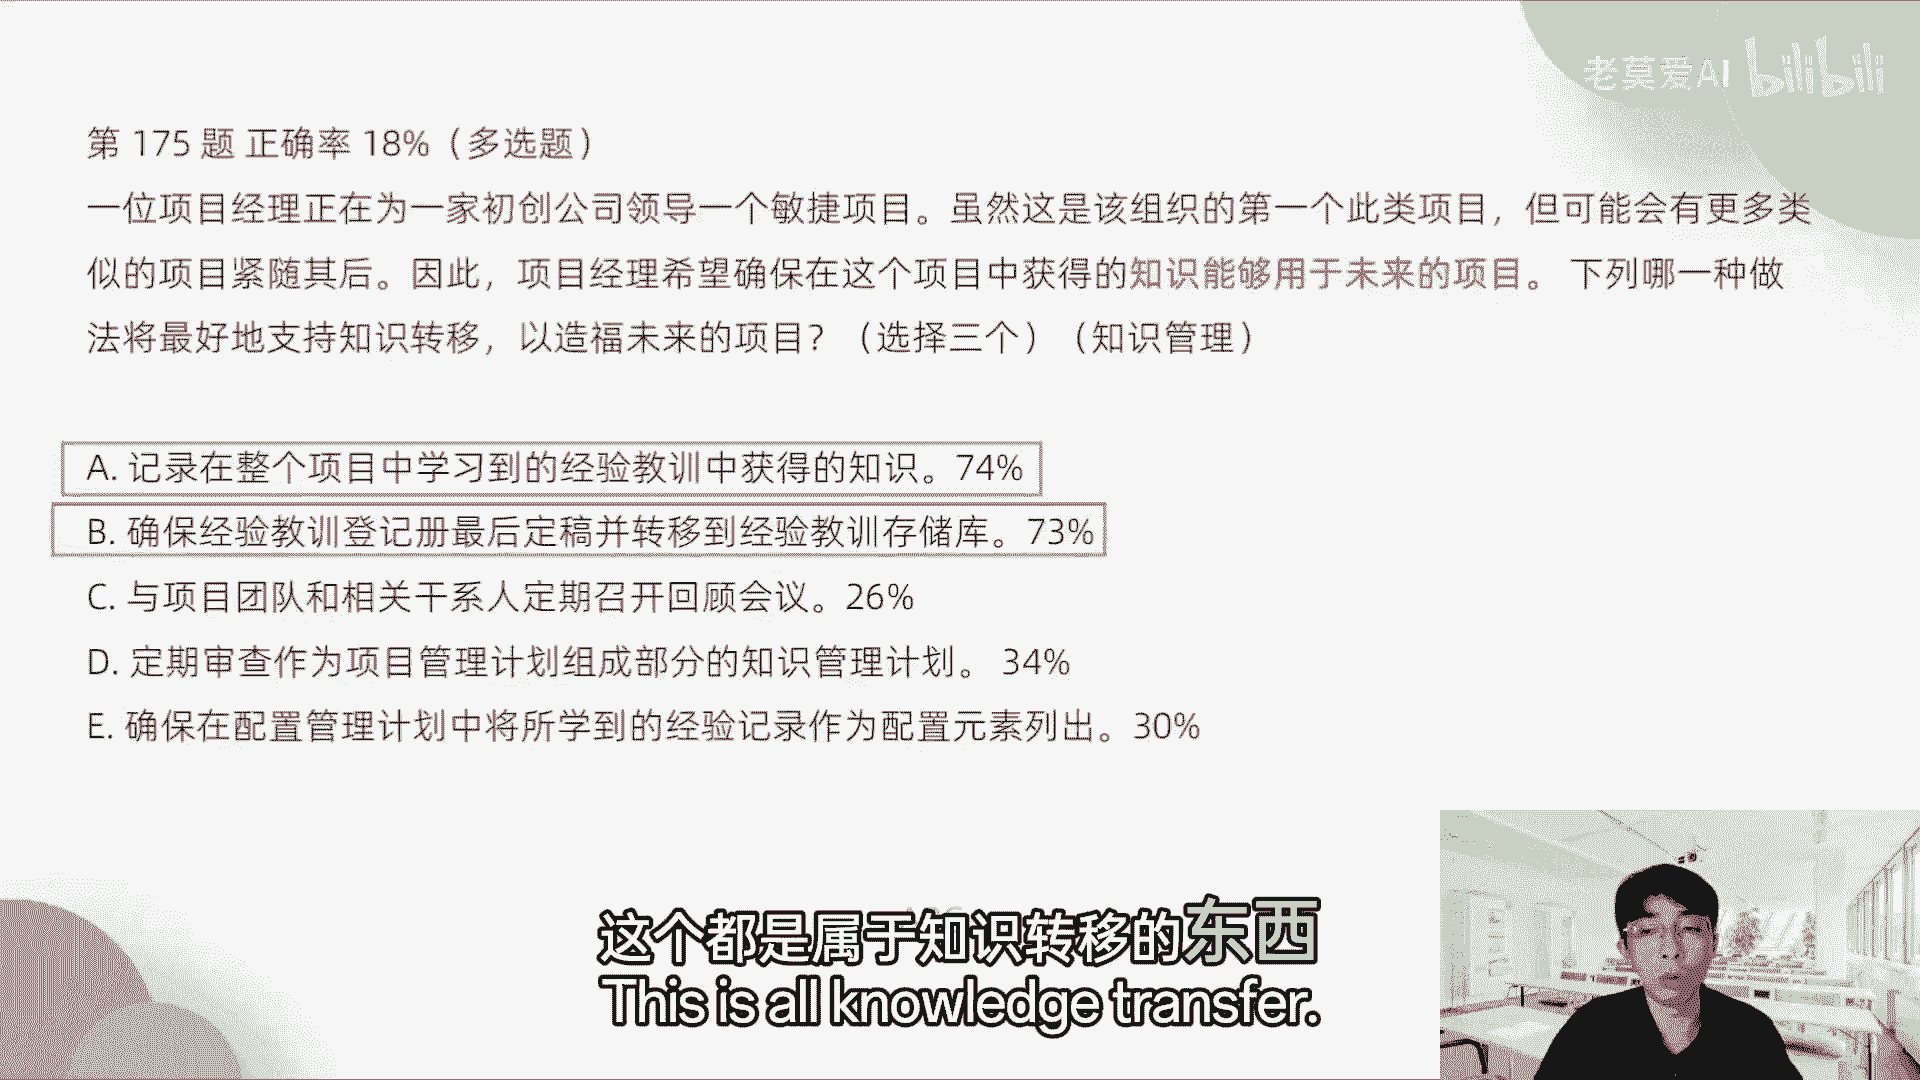 老莫爱AI bilibili
第 175 题 正确率 18%（多选题）
一位项目经理正在为一家初创公司领导一个敏捷项目。虽然这是该组织的第一个此类项目，但可能会有更多类
似的项目紧随其后。因此，项目经理希望确保在这个项目中获得的知识能够用于未来的项目。 下列哪一种做
法将最好地支持知识转移，以造福未来的项目？（选择三个）（知识管理）
A. 记录在整个项目中学习到的经验教训中获得的知识。74%
B. 确保经验教训登记册最后定稿并转移到经验教训存储库。73%
C. 与项目团队和相关干系人定期召开回顾会议。26%
D. 定期审查作为项目管理计划组成部分的知识管理计划。 34%
E. 确保在配置管理计划中将所学到的经验记录作为配置元素列出。30%
这个都是属于知识转移的东西
This is all knowledge transfer.